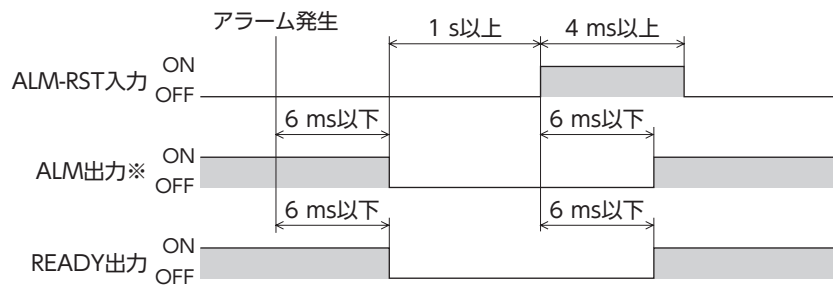 アラーム発生
1 s以上
4 ms以上
ALM-RST入力
ON
OFF
6 ms以下
6 ms以下
ALM出力※
ON
OFF
6 ms以下
6 ms以下
READY出力
ON
OFF